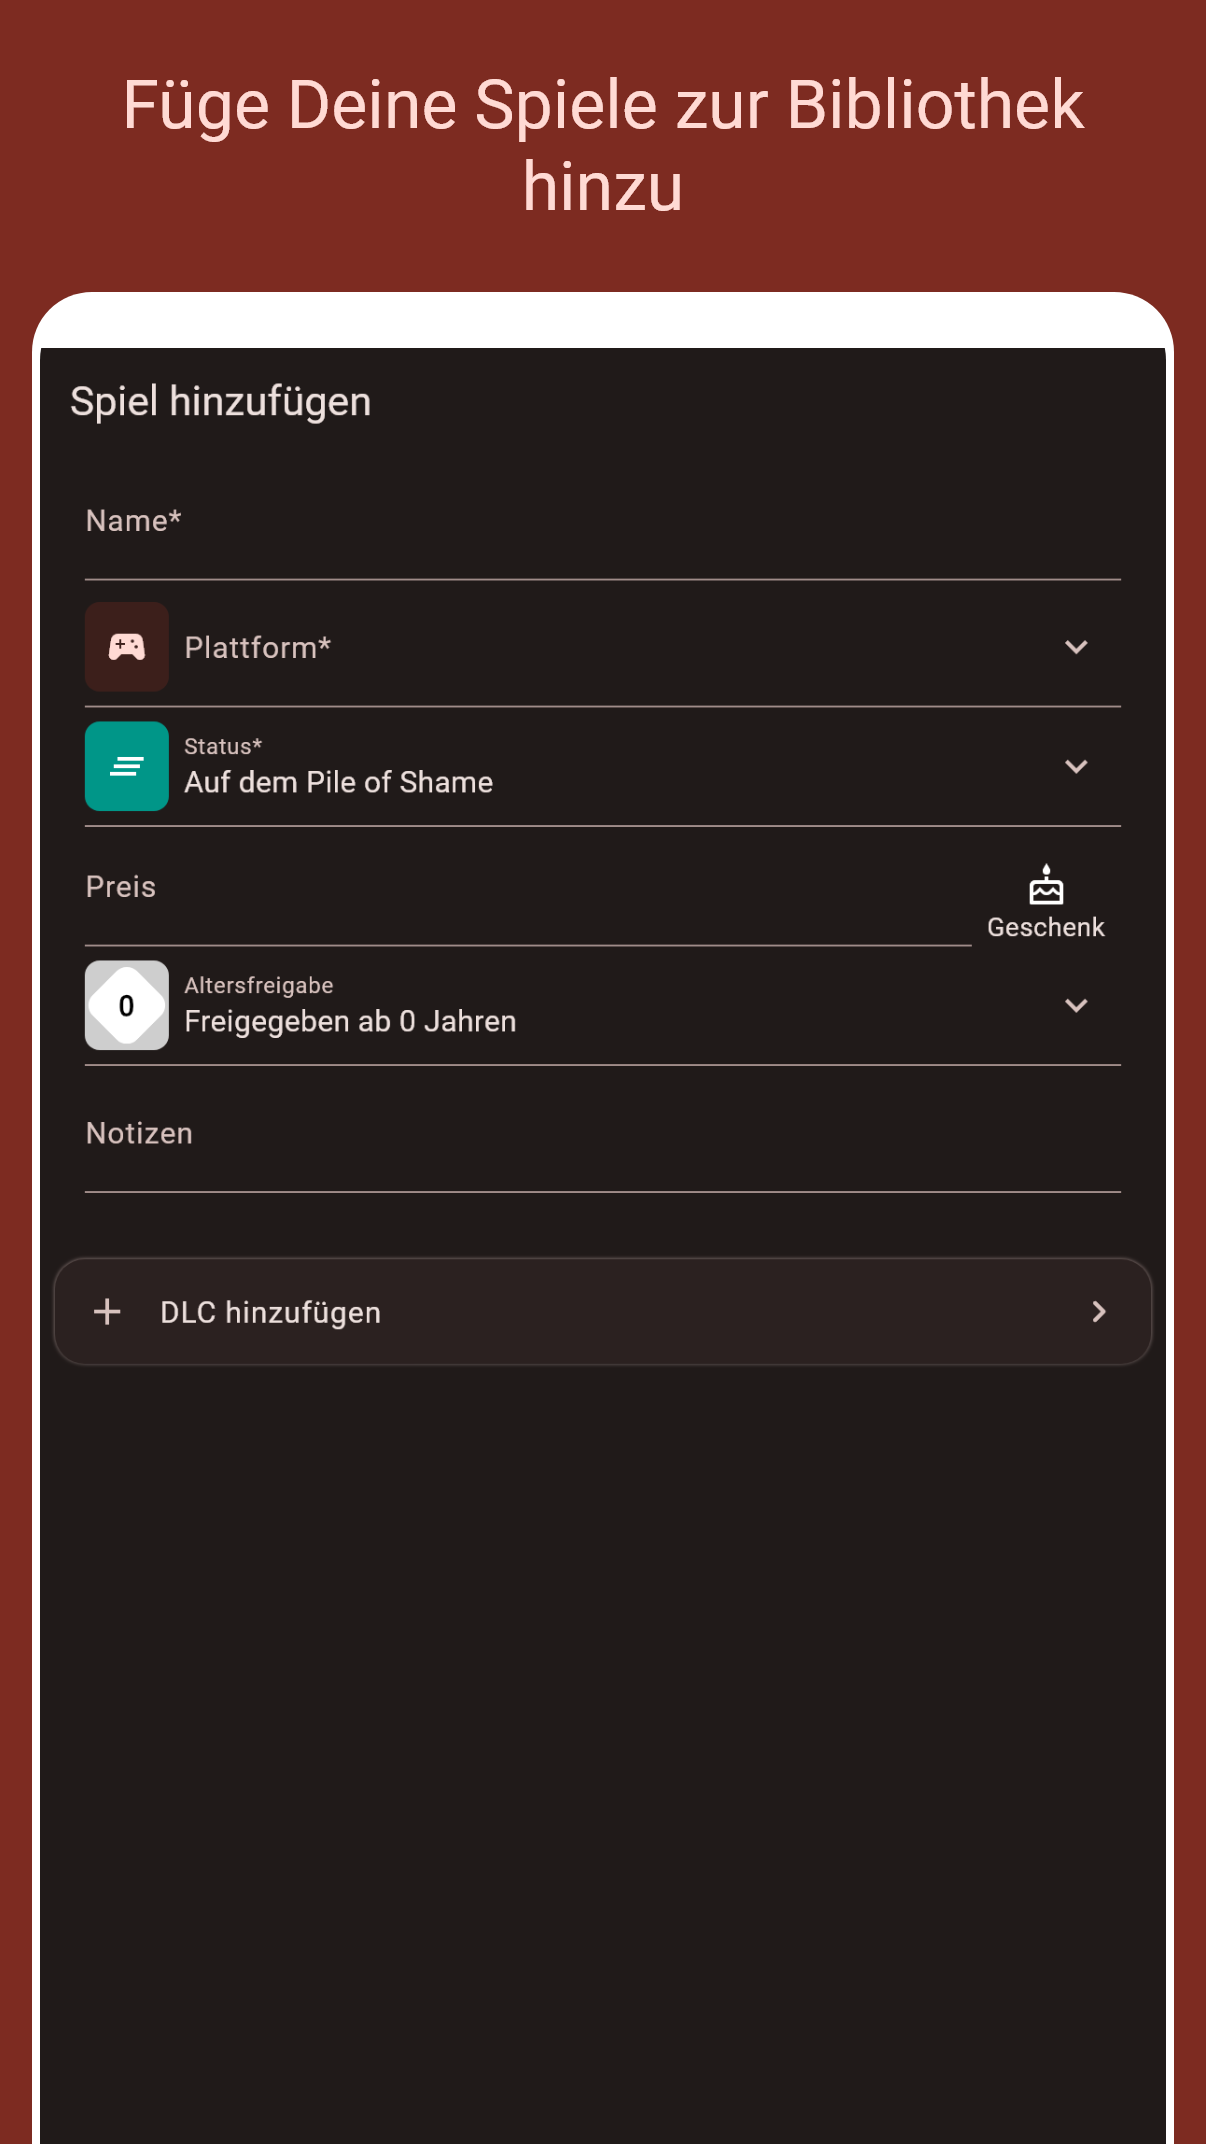 Füge Deine Spiele zur Bibliothek
hinzu
Spiel hinzufügen
Name*
Plattform*
Status*
Auf dem Pile of Shame
Preis
Geschenk
0
Altersfreigabe
Freigegeben ab 0 Jahren
Notizen
DLC hinzufügen